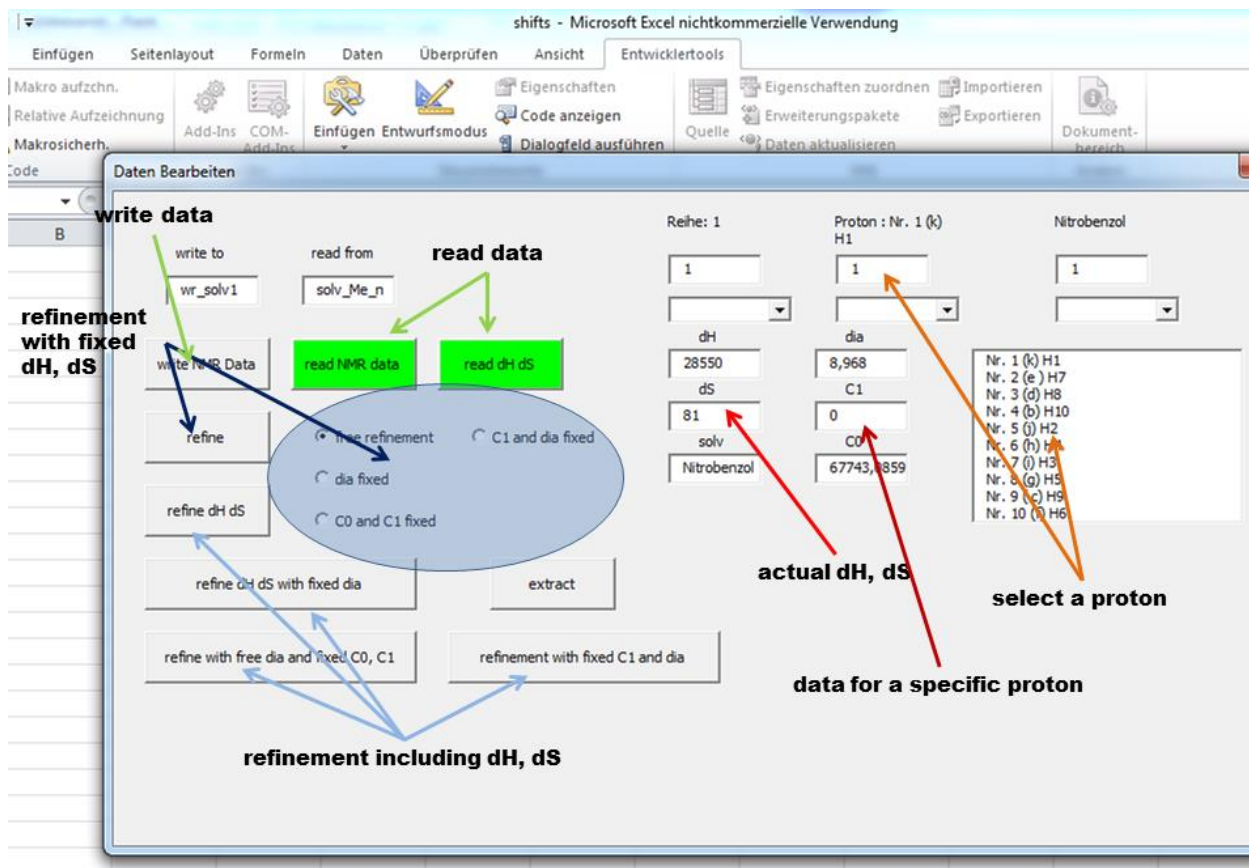 shifts - Microsoft Excel nichtkommerzielle Verwendung
Einfügen Seitenlayout Formeln Daten Überprüfen Ansicht Entwicklertools
Makro aufzchn.
Relative Aufzeichnung
Makrosicherh.
Code
Add-Ins
COM-
Add-Ins
Einfügen
Entwurfsmodus
Eigenschaften
Code anzeigen
Dialogfeld ausführen
Quelle
Eigenschaften zuordnen
Erweiterungspakete
Daten aktualisieren
Importieren
Exportieren
Dokument-
bereich
B
Daten Bearbeiten
write data
write to
read from
read data
wr_solv1
solv_Me_n
refinement
with fixed
dH, dS
write NMR Data
read NMR data
read dH dS
refine
free refinement
C1 and dia fixed
dia fixed
C0 and C1 fixed
refine dH dS
refine dH dS with fixed dia
extract
refine with free dia and fixed C0, C1
refinement with fixed C1 and dia
refinement including dH, dS
Reihe: 1
Proton : Nr. 1 (k)
H1
Nitrobenzol
1
1
1
dH
dia
28550
8,968
dS
C1
81
0
solv
C0
Nitrobenzol
67743,0859
Nr. 1 (k) H1
Nr. 2 (e ) H7
Nr. 3 (d) H8
Nr. 4 (b) H10
Nr. 5 (j) H2
Nr. 6 (h) H4
Nr. 7 (i) H3
Nr. 8 (g) H5
Nr. 9 (c) H9
Nr. 10 (f) H6
actual dH, dS
select a proton
data for a specific proton